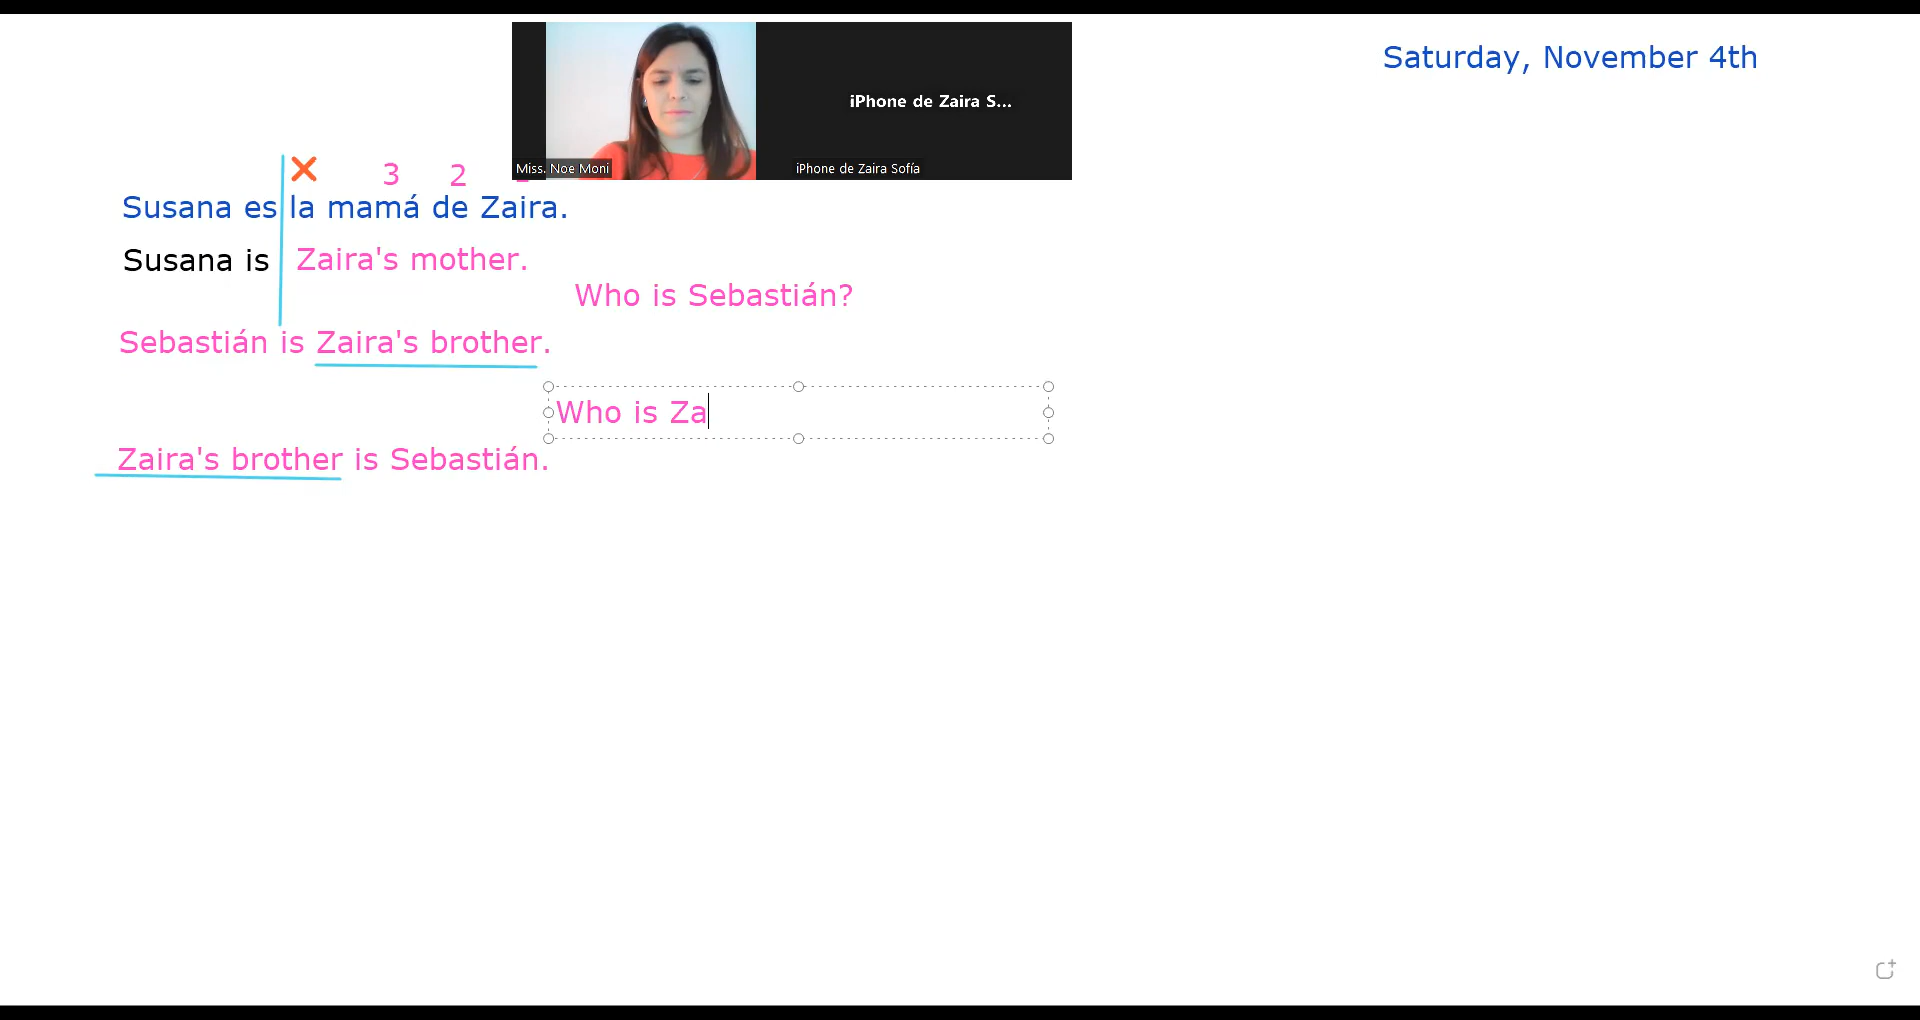 Saturday, November 4th
iPhone de Zaira S...
Miss. Noe Moni
iPhone de Zaira Sofía
3 2
Susana es la mamá de Zaira.
Susana is Zaira's mother.
Who is Sebastián?
Sebastián is Zaira's brother.
Who is Za
Zaira's brother is Sebastián.